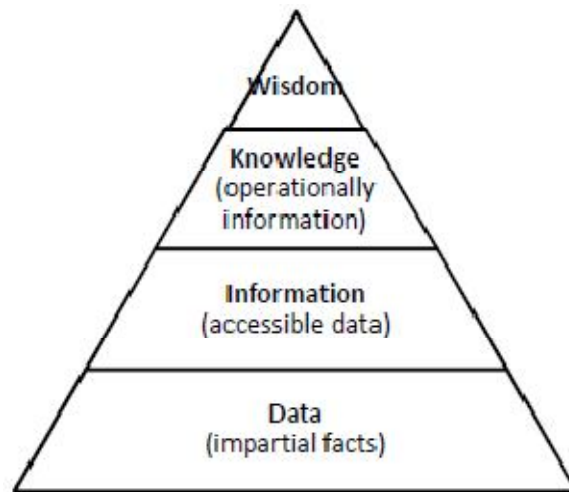 Wisdom
Knowledge
(operationally
information)
Information
(accessible data)
Data
(impartial facts)